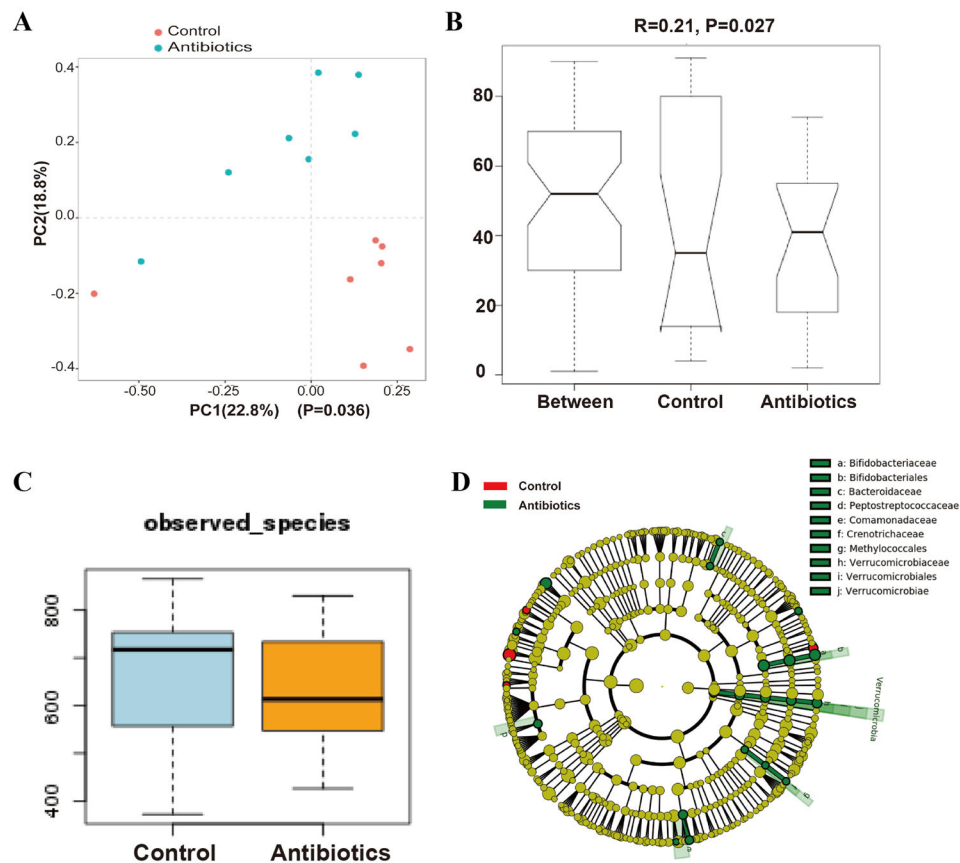 A
Control
Antibiotics
0.4
0.2
0.0
-0.2
-0.4
PC2(18.8%)
-0.50
-0.25
0.00
0.25
PC1(22.8%) (P=0.036)
B
R=0.21, P=0.027
80
60
40
20
0
Between Control Antibiotics
C
observed_species
800
600
400
Control Antibiotics
D
Control
Antibiotics
a: Bifidobacteriaceae
b: Bifidobacteriales
c: Bacteroidaceae
d: Peptostreptococcaceae
e: Comamonadaceae
f: Crenotrichaceae
g: Methylococcales
h: Verrucomicrobiaceae
i: Verrucomicrobiales
j: Verrucomicrobiae
Verrucomicrobia